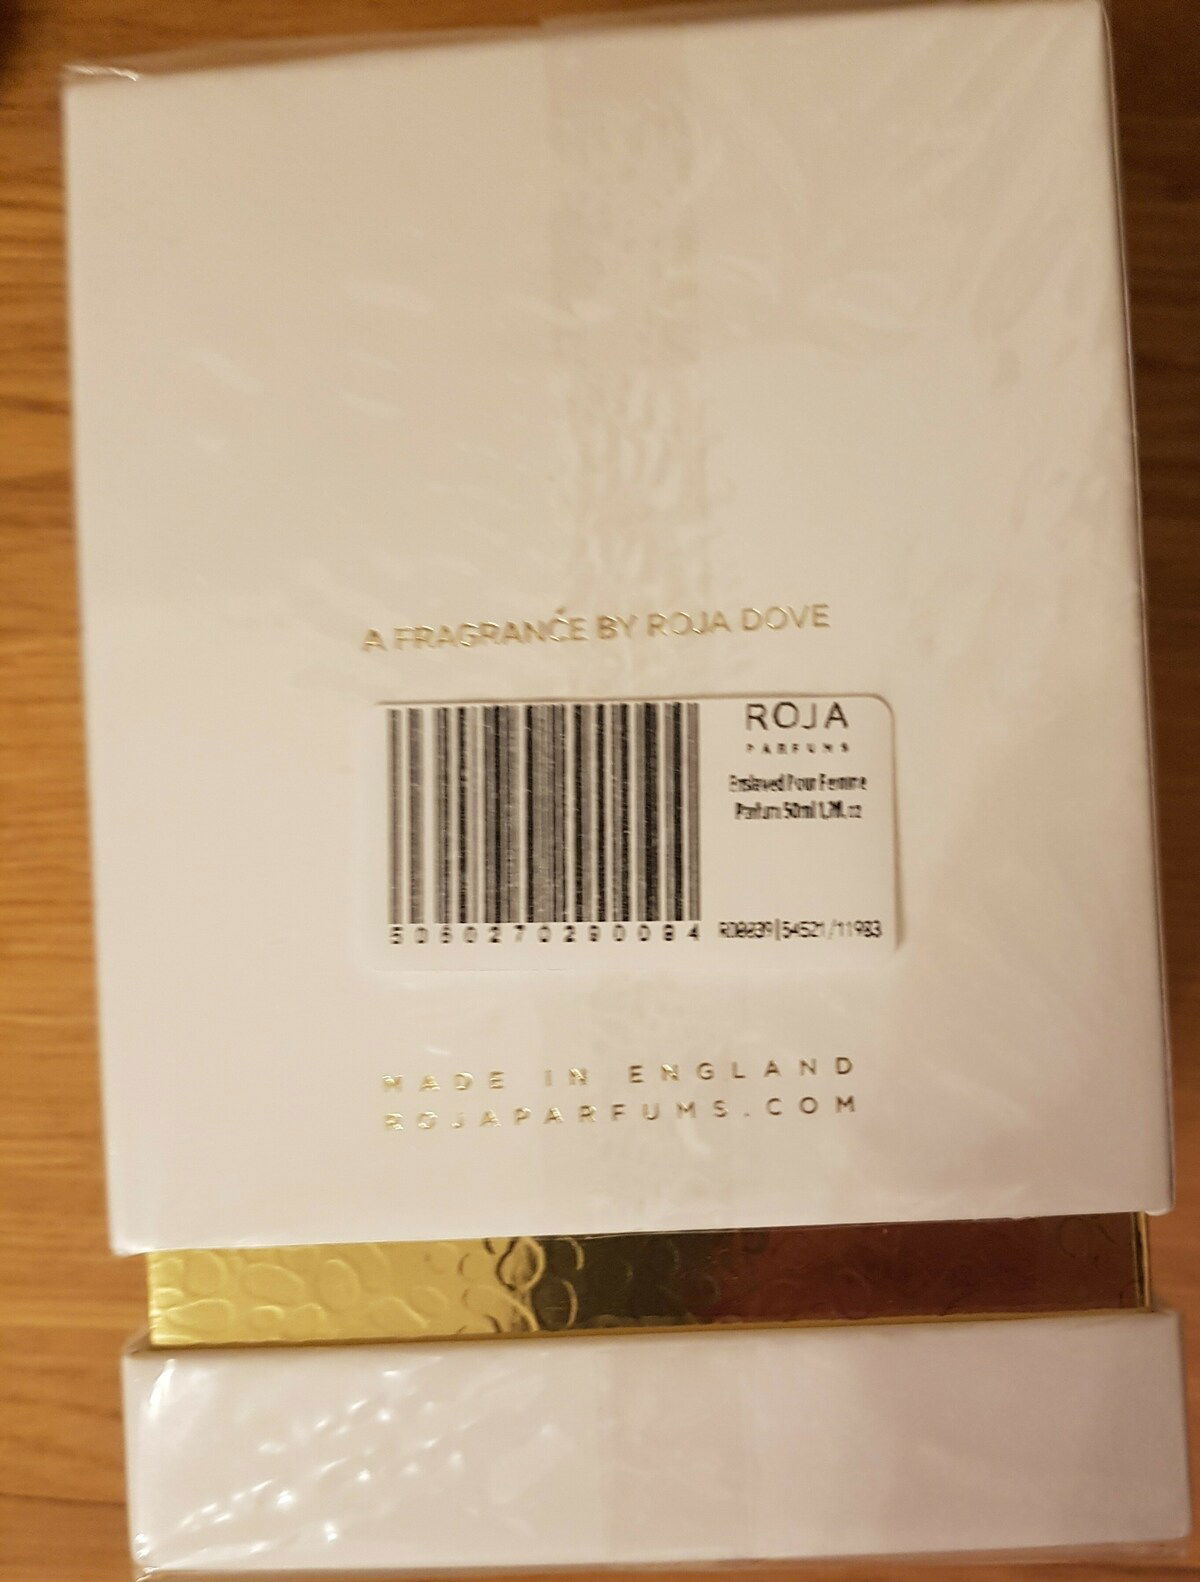 A FRAGRANCE BY ROJA DOVE
ROJA
PARFUMS
Enslaved Pour Femme
Parfum 50ml 1.7fl. oz
5060270290084
MADE IN ENGLAND
ROJAPARFUMS.COM